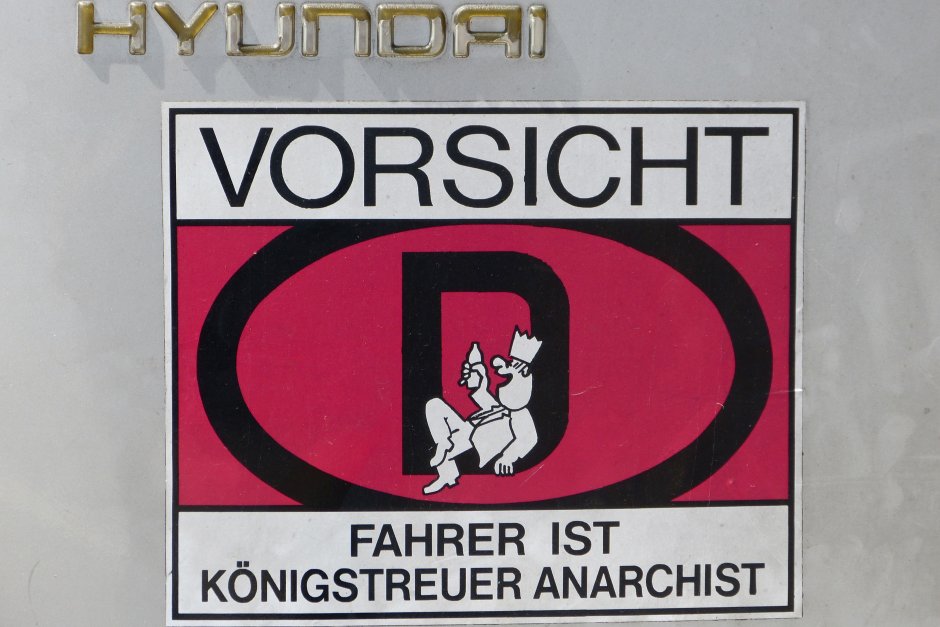 HYUNDAI
VORSICHT
D
FAHRER IST
KÖNIGSTREUER ANARCHIST